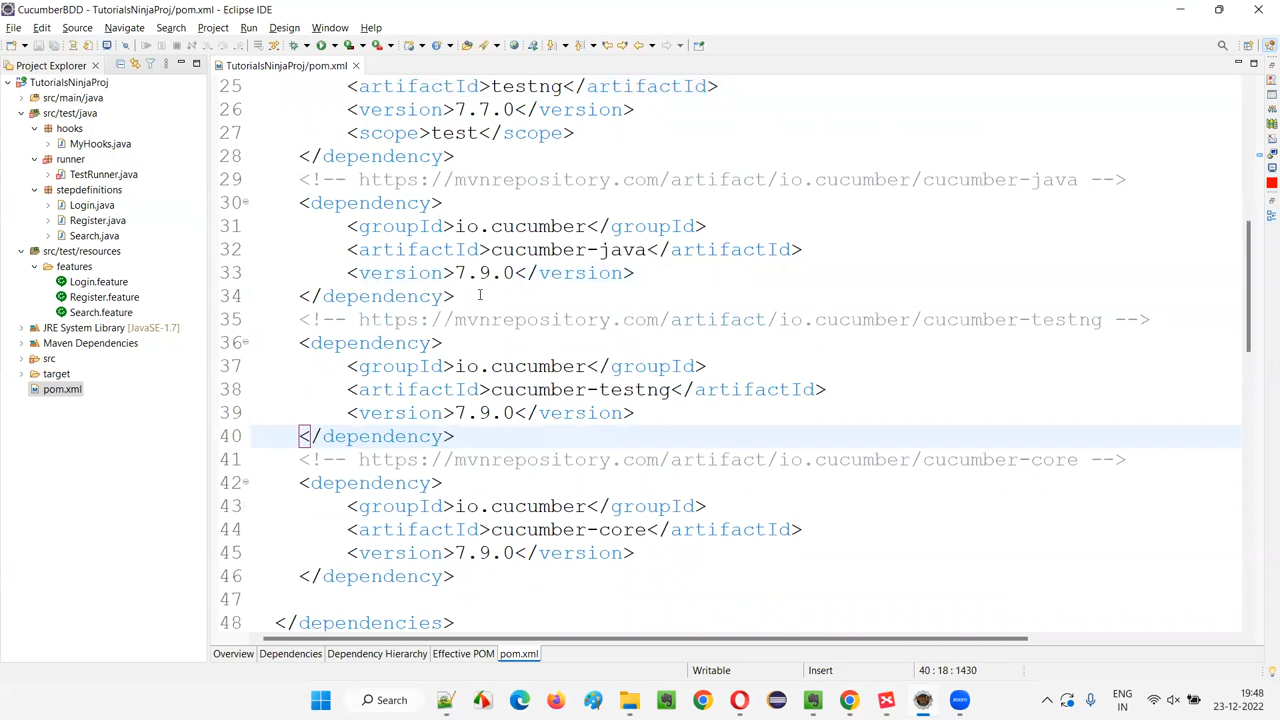 CucumberBDD - TutorialsNinjaProj/pom.xml - Eclipse IDE
File Edit Source Navigate Search Project Run Design Window Help
Project Explorer
TutorialsNinjaProj/pom.xml
TutorialsNinjaProj
src/main/java
src/test/java
hooks
MyHooks.java
runner
TestRunner.java
stepdefinitions
Login.java
Register.java
Search.java
src/test/resources
features
Login.feature
Register.feature
Search.feature
JRE System Library [JavaSE-1.7]
Maven Dependencies
src
target
pom.xml
25 <artifactId>testng</artifactId>
26 <version>7.7.0</version>
27 <scope>test</scope>
28 </dependency>
29 <!-- https://mvnrepository.com/artifact/io.cucumber/cucumber-java -->
30 <dependency>
31 <groupId>io.cucumber</groupId>
32 <artifactId>cucumber-java</artifactId>
33 <version>7.9.0</version>
34 </dependency>
35 <!-- https://mvnrepository.com/artifact/io.cucumber/cucumber-testng -->
36 <dependency>
37 <groupId>io.cucumber</groupId>
38 <artifactId>cucumber-testng</artifactId>
39 <version>7.9.0</version>
40 </dependency>
41 <!-- https://mvnrepository.com/artifact/io.cucumber/cucumber-core -->
42 <dependency>
43 <groupId>io.cucumber</groupId>
44 <artifactId>cucumber-core</artifactId>
45 <version>7.9.0</version>
46 </dependency>
47
48 </dependencies>
Overview Dependencies Dependency Hierarchy Effective POM pom.xml
Writable Insert 40 : 18 : 1430
Search
ENG
IN
19:48
23-12-2022